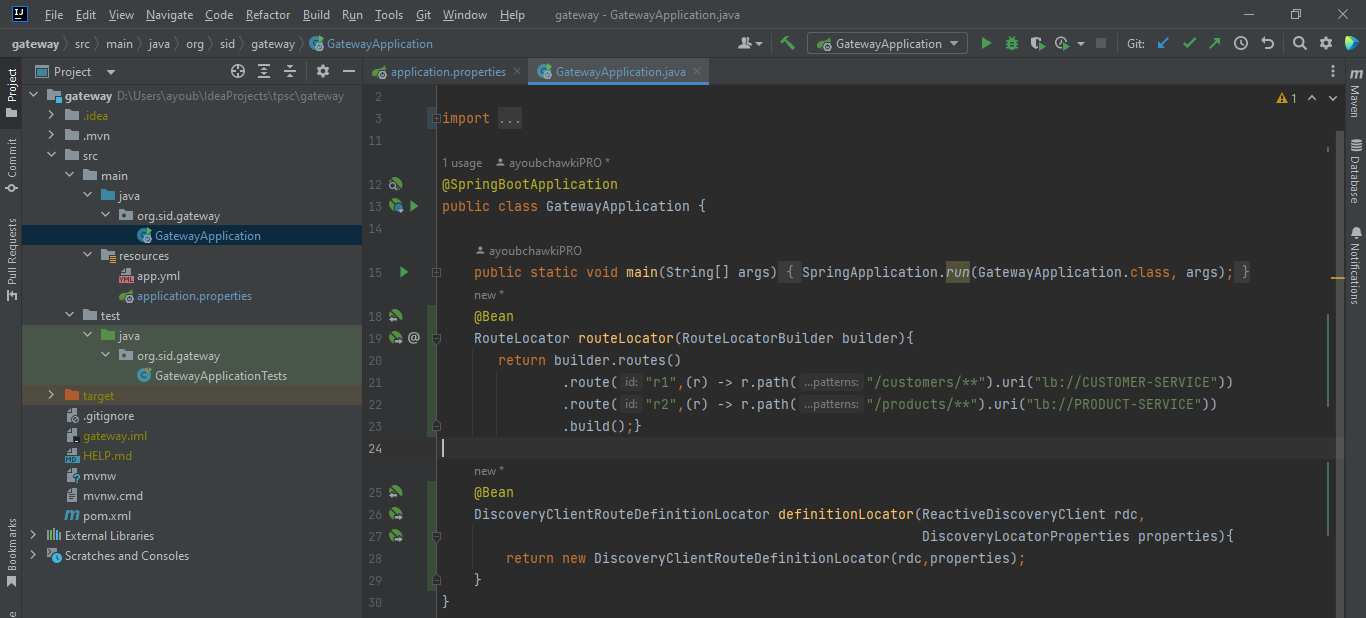 File Edit View Navigate Code Refactor Build Run Tools Git Window Help gateway - GatewayApplication.java
gateway src main java org sid gateway GatewayApplication GatewayApplication Git:
Project
application.properties GatewayApplication.java
gateway D:\Users\ayoub\IdeaProjects\tpsc\gateway
.idea
.mvn
src
main
java
org.sid.gateway
GatewayApplication
resources
app.yml
application.properties
test
java
org.sid.gateway
GatewayApplicationTests
target
.gitignore
gateway.iml
HELP.md
mvnw
mvnw.cmd
pom.xml
External Libraries
Scratches and Consoles
Project
Commit
Pull Requests
Bookmarks
2
1
3 import ...
11
1 usage ayoubchawkiPRO *
12 @SpringBootApplication
13 public class GatewayApplication {
14
ayoubchawkiPRO
15 public static void main(String[] args) { SpringApplication.run(GatewayApplication.class, args); }
new *
18 @Bean
19 @ RouteLocator routeLocator(RouteLocatorBuilder builder){
20 return builder.routes()
21 .route( id: "r1",(r) -> r.path( ...patterns: "/customers/**").uri("lb://CUSTOMER-SERVICE"))
22 .route( id: "r2",(r) -> r.path( ...patterns: "/products/**").uri("lb://PRODUCT-SERVICE"))
23 .build();}
24
new *
25 @Bean
26 DiscoveryClientRouteDefinitionLocator definitionLocator(ReactiveDiscoveryClient rdc,
27 DiscoveryLocatorProperties properties){
28 return new DiscoveryClientRouteDefinitionLocator(rdc,properties);
29 }
30 }
Maven
Database
Notifications